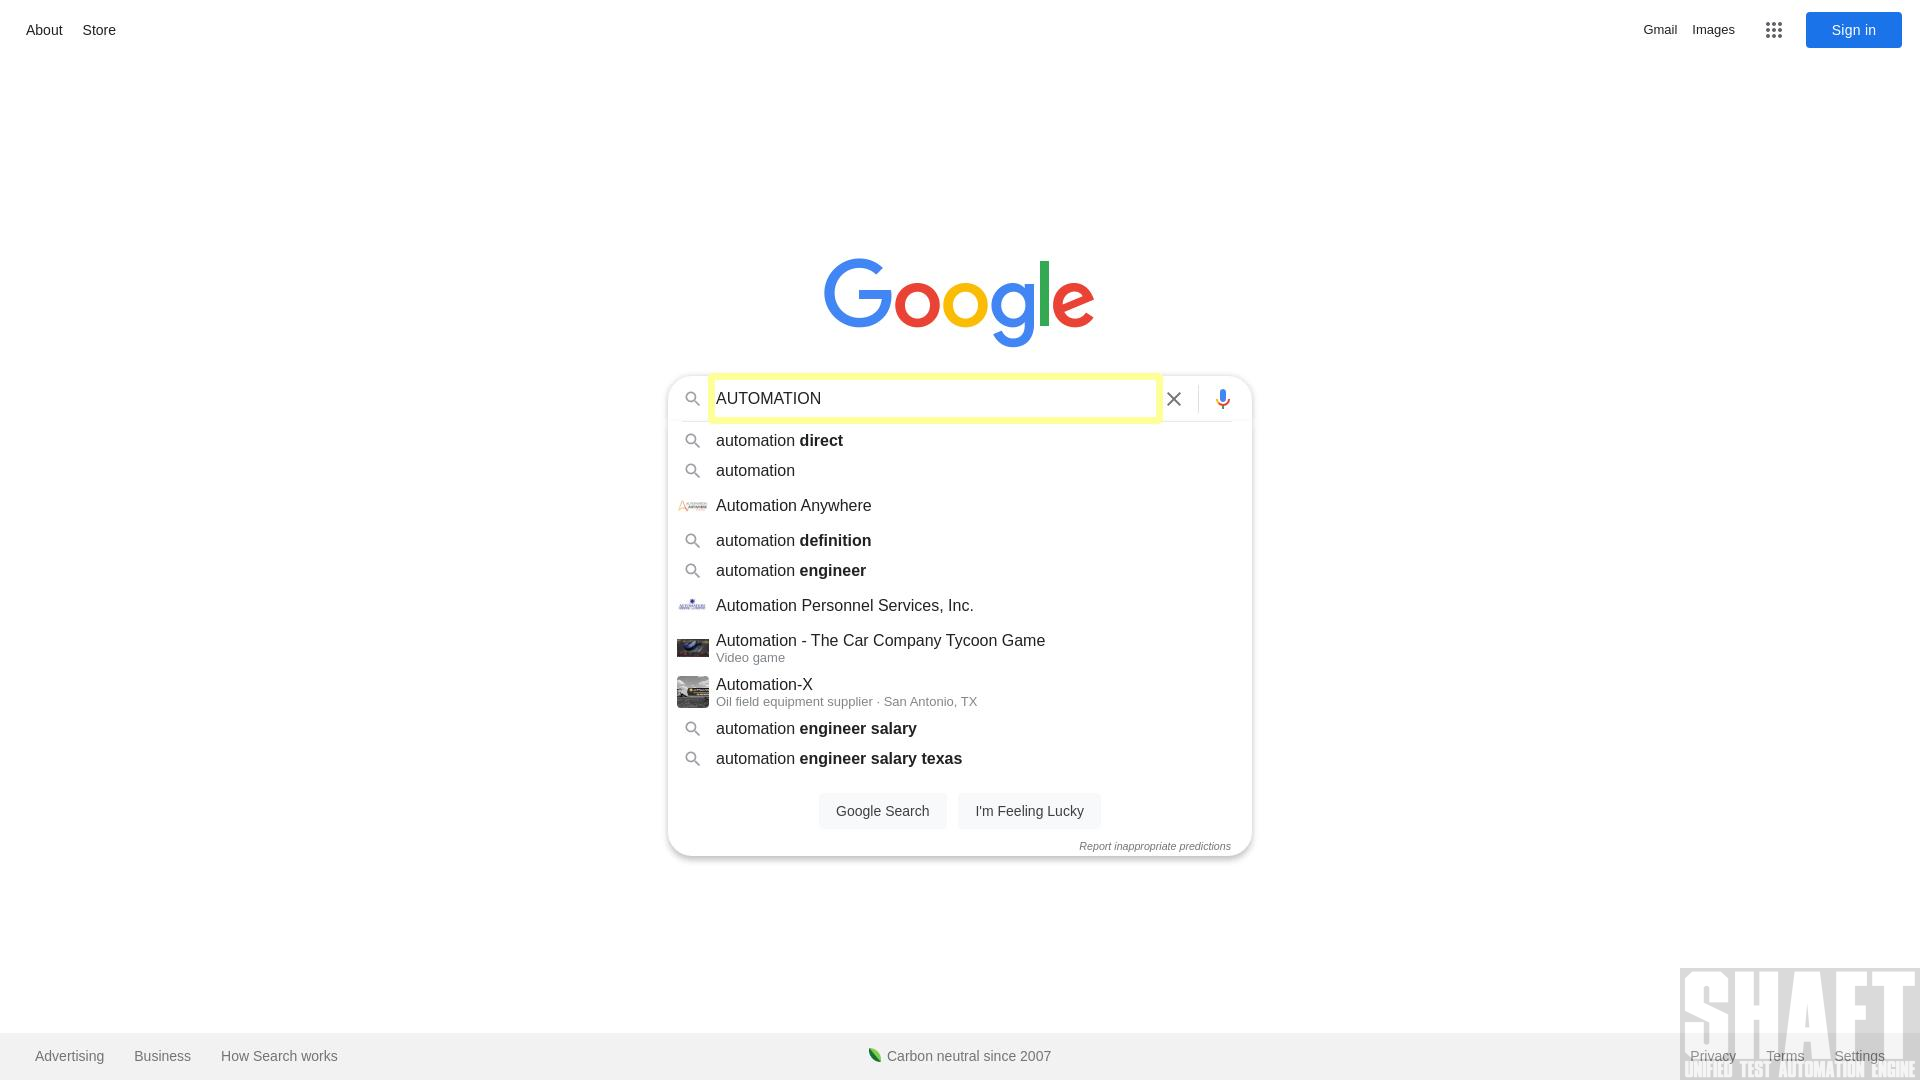 About Store
Gmail Images Sign in
Google
AUTOMATION
automation direct
automation
Automation Anywhere
automation definition
automation engineer
Automation Personnel Services, Inc.
Automation - The Car Company Tycoon Game
Video game
Automation-X
Oil field equipment supplier · San Antonio, TX
automation engineer salary
automation engineer salary texas
Google Search I'm Feeling Lucky
Report inappropriate predictions
SHAFT
Advertising Business How Search works Carbon neutral since 2007 Privacy Terms Settings
UNIFIED TEST AUTOMATION ENGINE